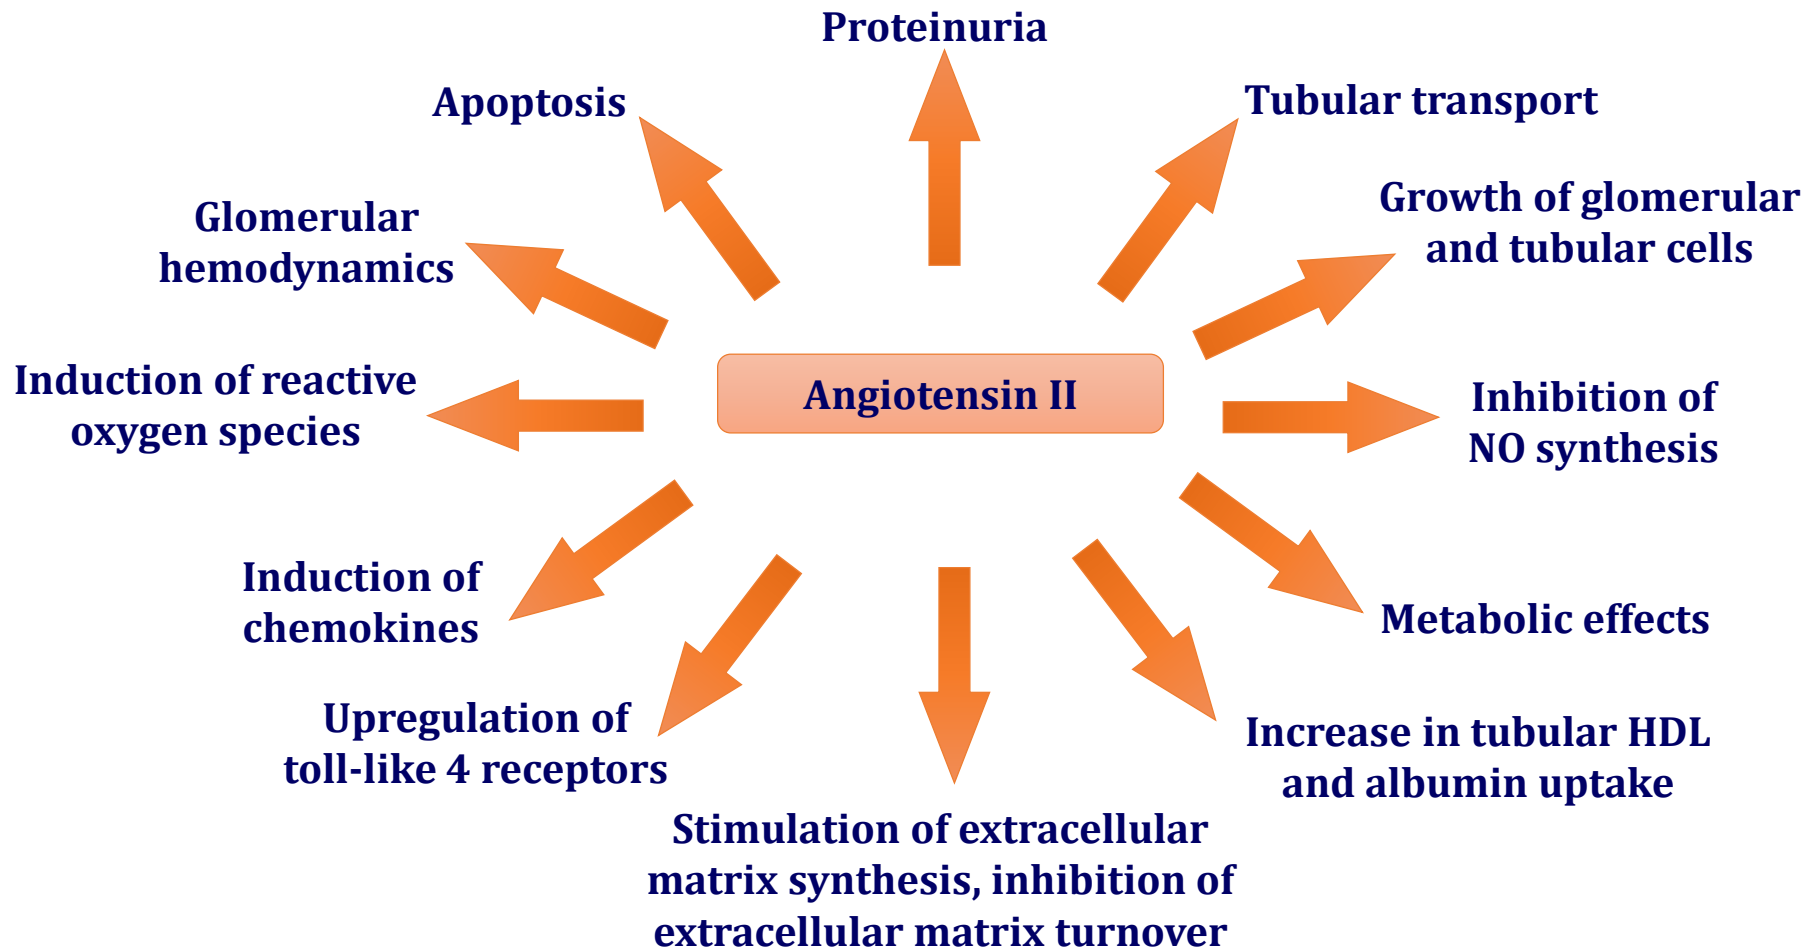 Proteinuria
Apoptosis
Tubular transport
Glomerular
hemodynamics
Growth of glomerular
and tubular cells
Induction of reactive
oxygen species
Angiotensin II
Inhibition of
NO synthesis
Induction of
chemokines
Metabolic effects
Upregulation of
toll-like 4 receptors
Increase in tubular HDL
and albumin uptake
Stimulation of extracellular
matrix synthesis, inhibition of
extracellular matrix turnover